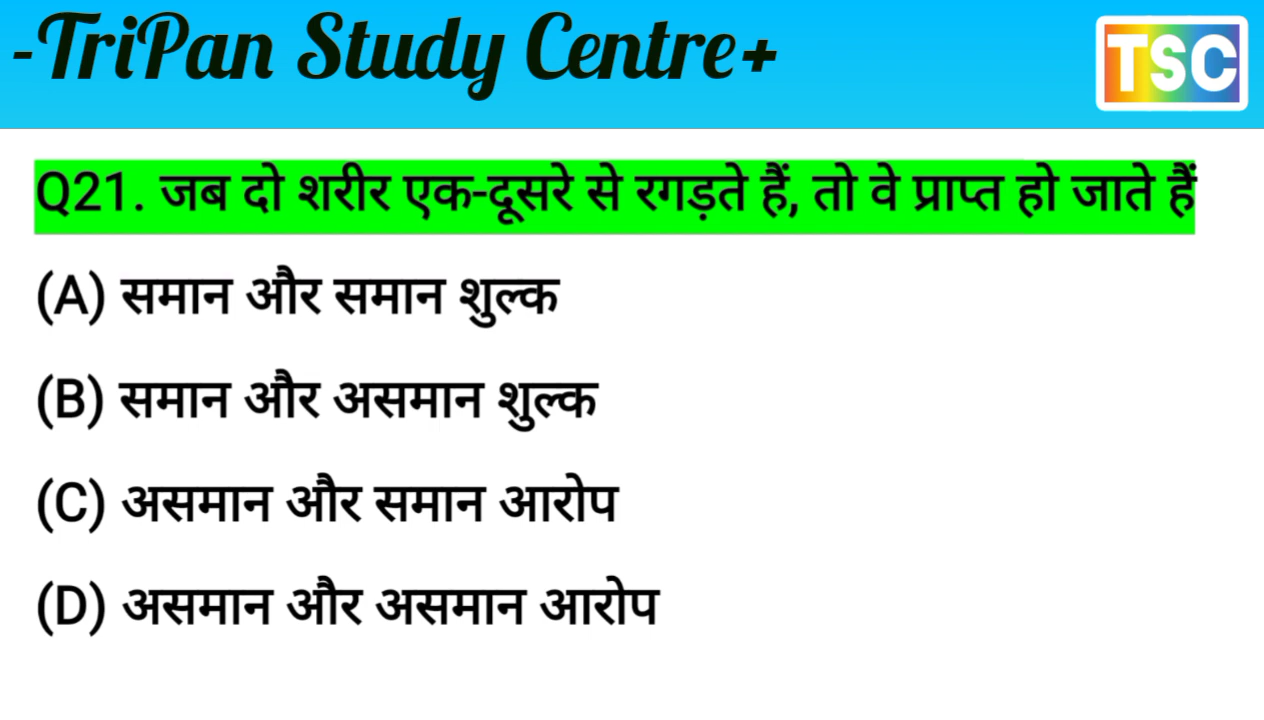 -TriPan Study Centre+
TSC
Q21. जब दो शरीर एक-दूसरे से रगड़ते हैं, तो वे प्राप्त हो जाते हैं
(A) समान और समान शुल्क
(B) समान और असमान शुल्क
(C) असमान और समान आरोप
(D) असमान और असमान आरोप